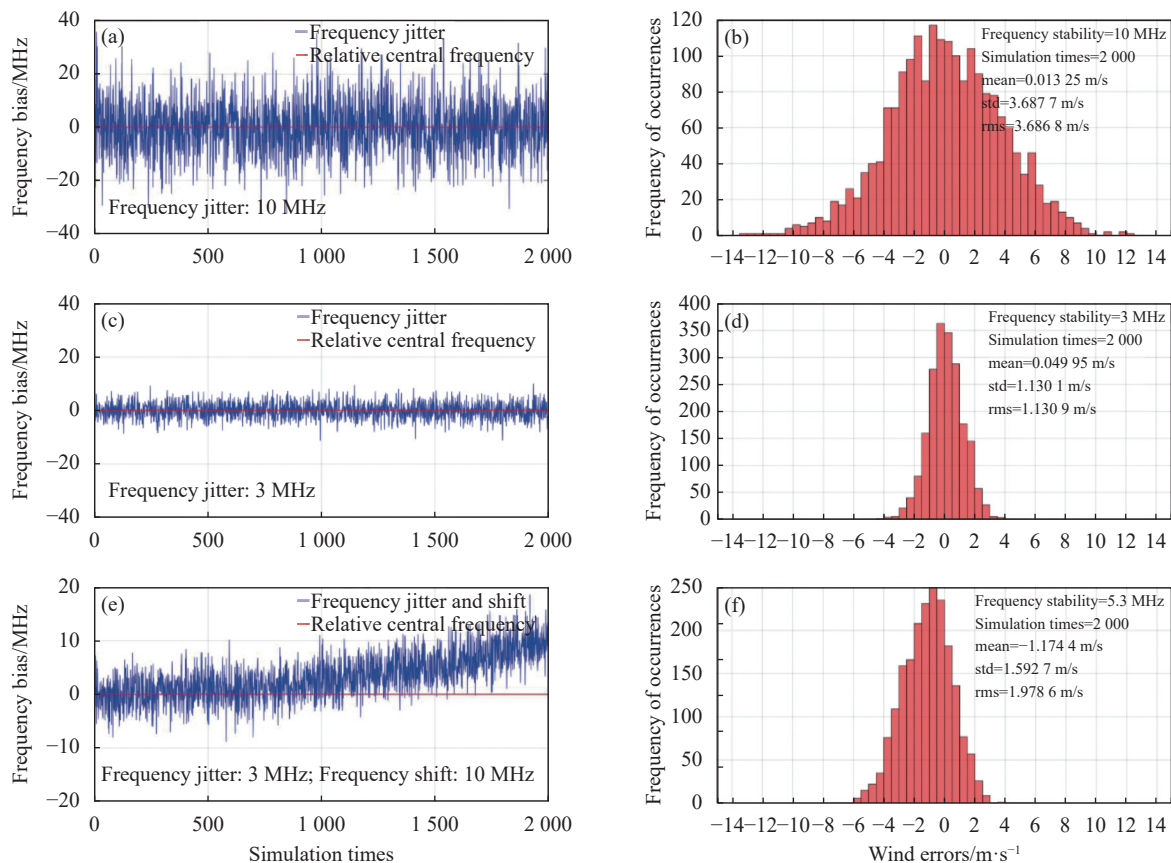 (a)
Frequency jitter
Relative central frequency
Frequency jitter: 10 MHz
Frequency bias/MHz
40
20
0
−20
−40
0 500 1 000 1 500 2 000
(b)
Frequency stability=10 MHz
Simulation times=2 000
mean=0.013 25 m/s
std=3.687 7 m/s
rms=3.686 8 m/s
Frequency of occurrences
120
100
80
60
40
20
0
−14 −12 −10 −8 −6 −4 −2 0 2 4 6 8 10 12 14
(c)
Frequency jitter
Relative central frequency
Frequency jitter: 3 MHz
Frequency bias/MHz
40
20
0
−20
−40
0 500 1 000 1 500 2 000
(d)
Frequency stability=3 MHz
Simulation times=2 000
mean=0.049 95 m/s
std=1.130 1 m/s
rms=1.130 9 m/s
Frequency of occurrences
400
350
300
250
200
150
100
50
0
−14 −12 −10 −8 −6 −4 −2 0 2 4 6 8 10 12 14
(e)
Frequency jitter and shift
Relative central frequency
Frequency jitter: 3 MHz; Frequency shift: 10 MHz
Frequency bias/MHz
20
10
0
−10
−20
0 500 1 000 1 500 2 000
Simulation times
(f)
Frequency stability=5.3 MHz
Simulation times=2 000
mean=−1.174 4 m/s
std=1.592 7 m/s
rms=1.978 6 m/s
Frequency of occurrences
250
200
150
100
50
0
−14 −12 −10 −8 −6 −4 −2 0 2 4 6 8 10 12 14
Wind errors/m·s⁻¹